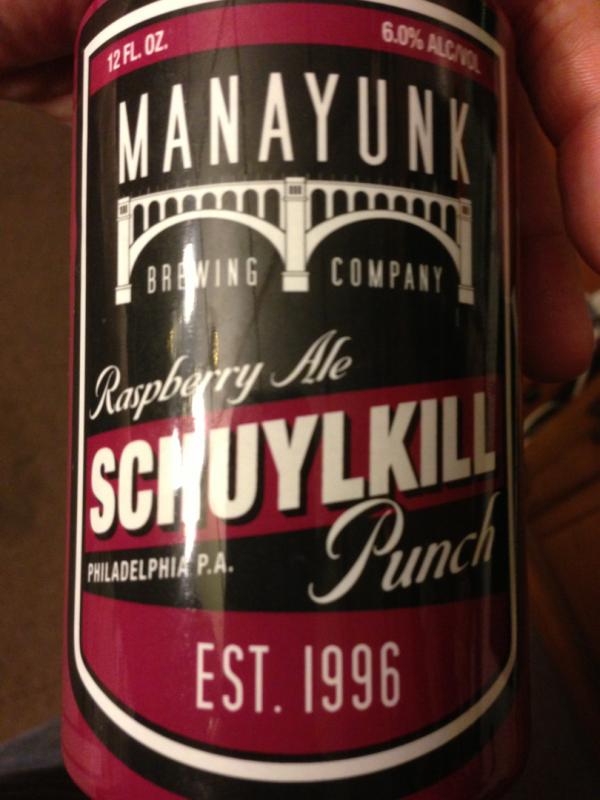 12 FL. OZ.
6.0% ALC/VOL
MANAYUNK
BREWING COMPANY
Raspberry Ale
SCHUYLKILL
Punch
PHILADELPHIA P.A.
EST. 1996